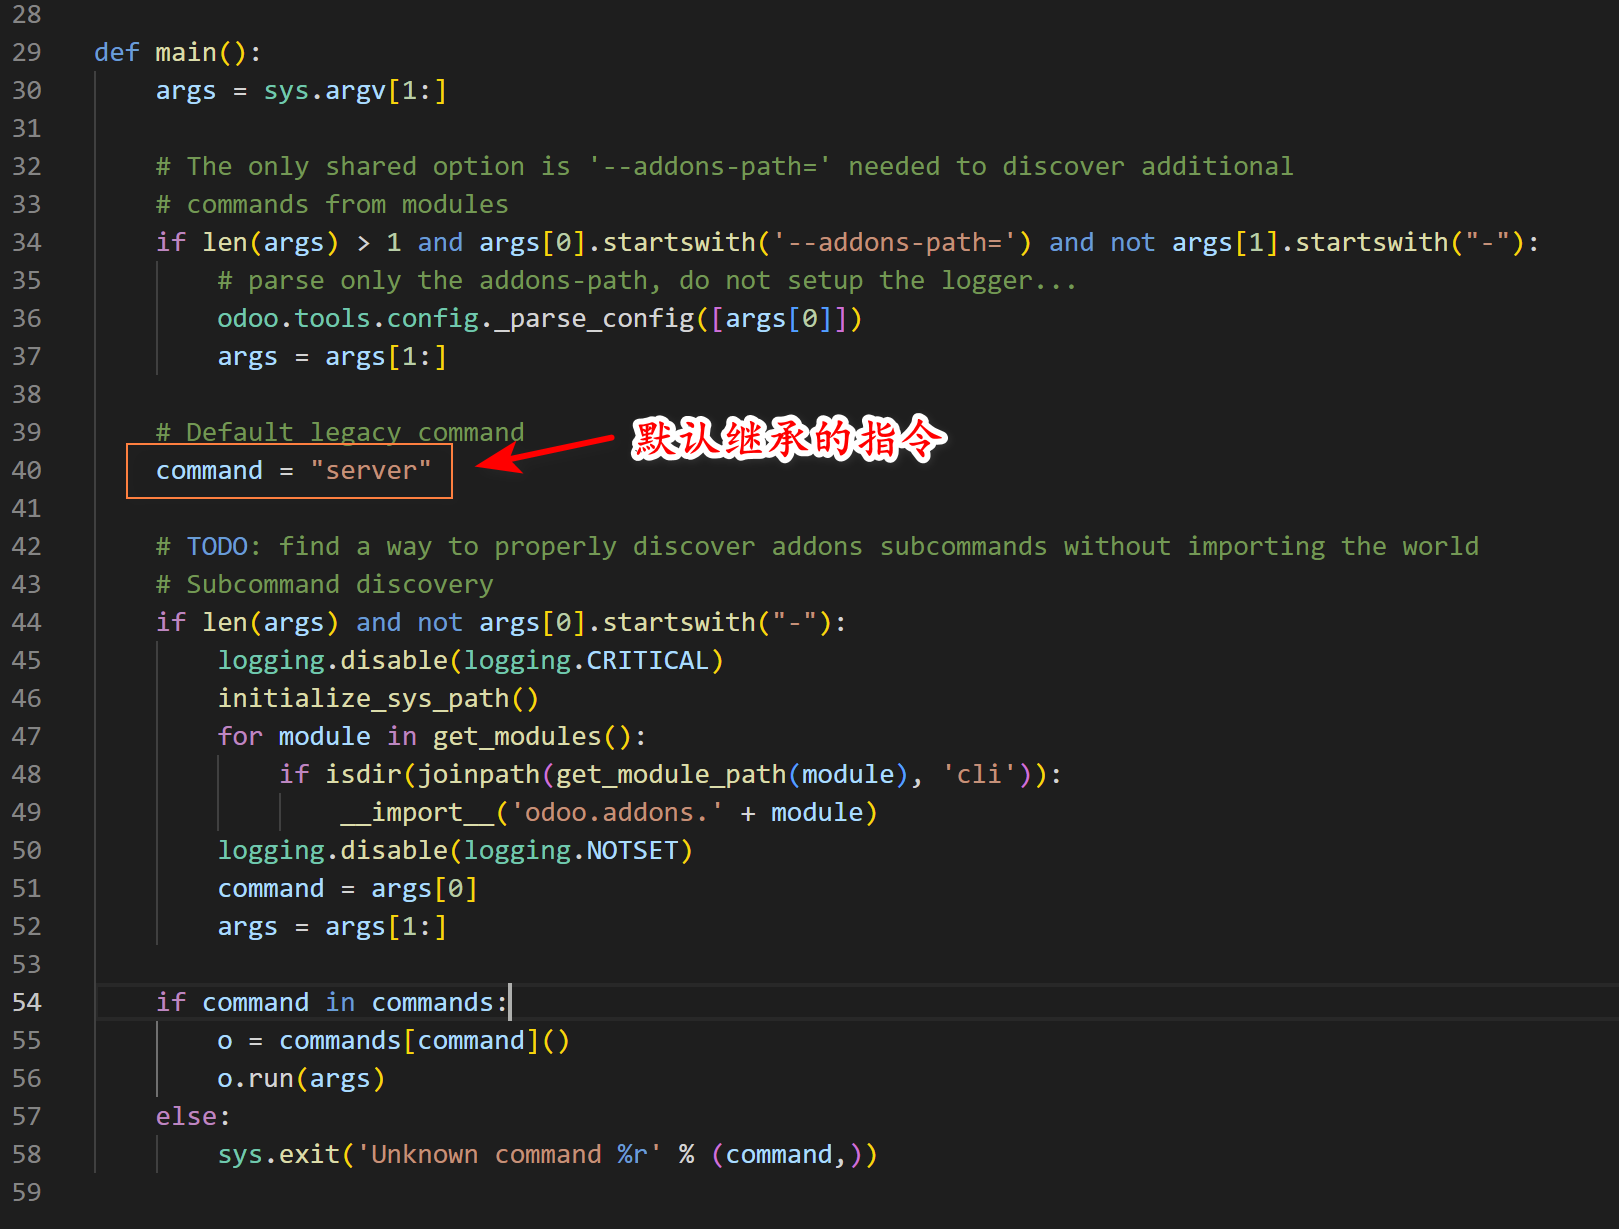 28
29 def main():
30     args = sys.argv[1:]
31
32     # The only shared option is '--addons-path=' needed to discover additional
33     # commands from modules
34     if len(args) > 1 and args[0].startswith('--addons-path=') and not args[1].startswith("-"):
35         # parse only the addons-path, do not setup the logger...
36         odoo.tools.config._parse_config([args[0]])
37         args = args[1:]
38
39     # Default legacy command
默认继承的指令
40     command = "server"
41
42     # TODO: find a way to properly discover addons subcommands without importing the world
43     # Subcommand discovery
44     if len(args) and not args[0].startswith("-"):
45         logging.disable(logging.CRITICAL)
46         initialize_sys_path()
47         for module in get_modules():
48             if isdir(joinpath(get_module_path(module), 'cli')):
49                 __import__('odoo.addons.' + module)
50         logging.disable(logging.NOTSET)
51         command = args[0]
52         args = args[1:]
53
54     if command in commands:
55         o = commands[command]()
56         o.run(args)
57     else:
58         sys.exit('Unknown command %r' % (command,))
59